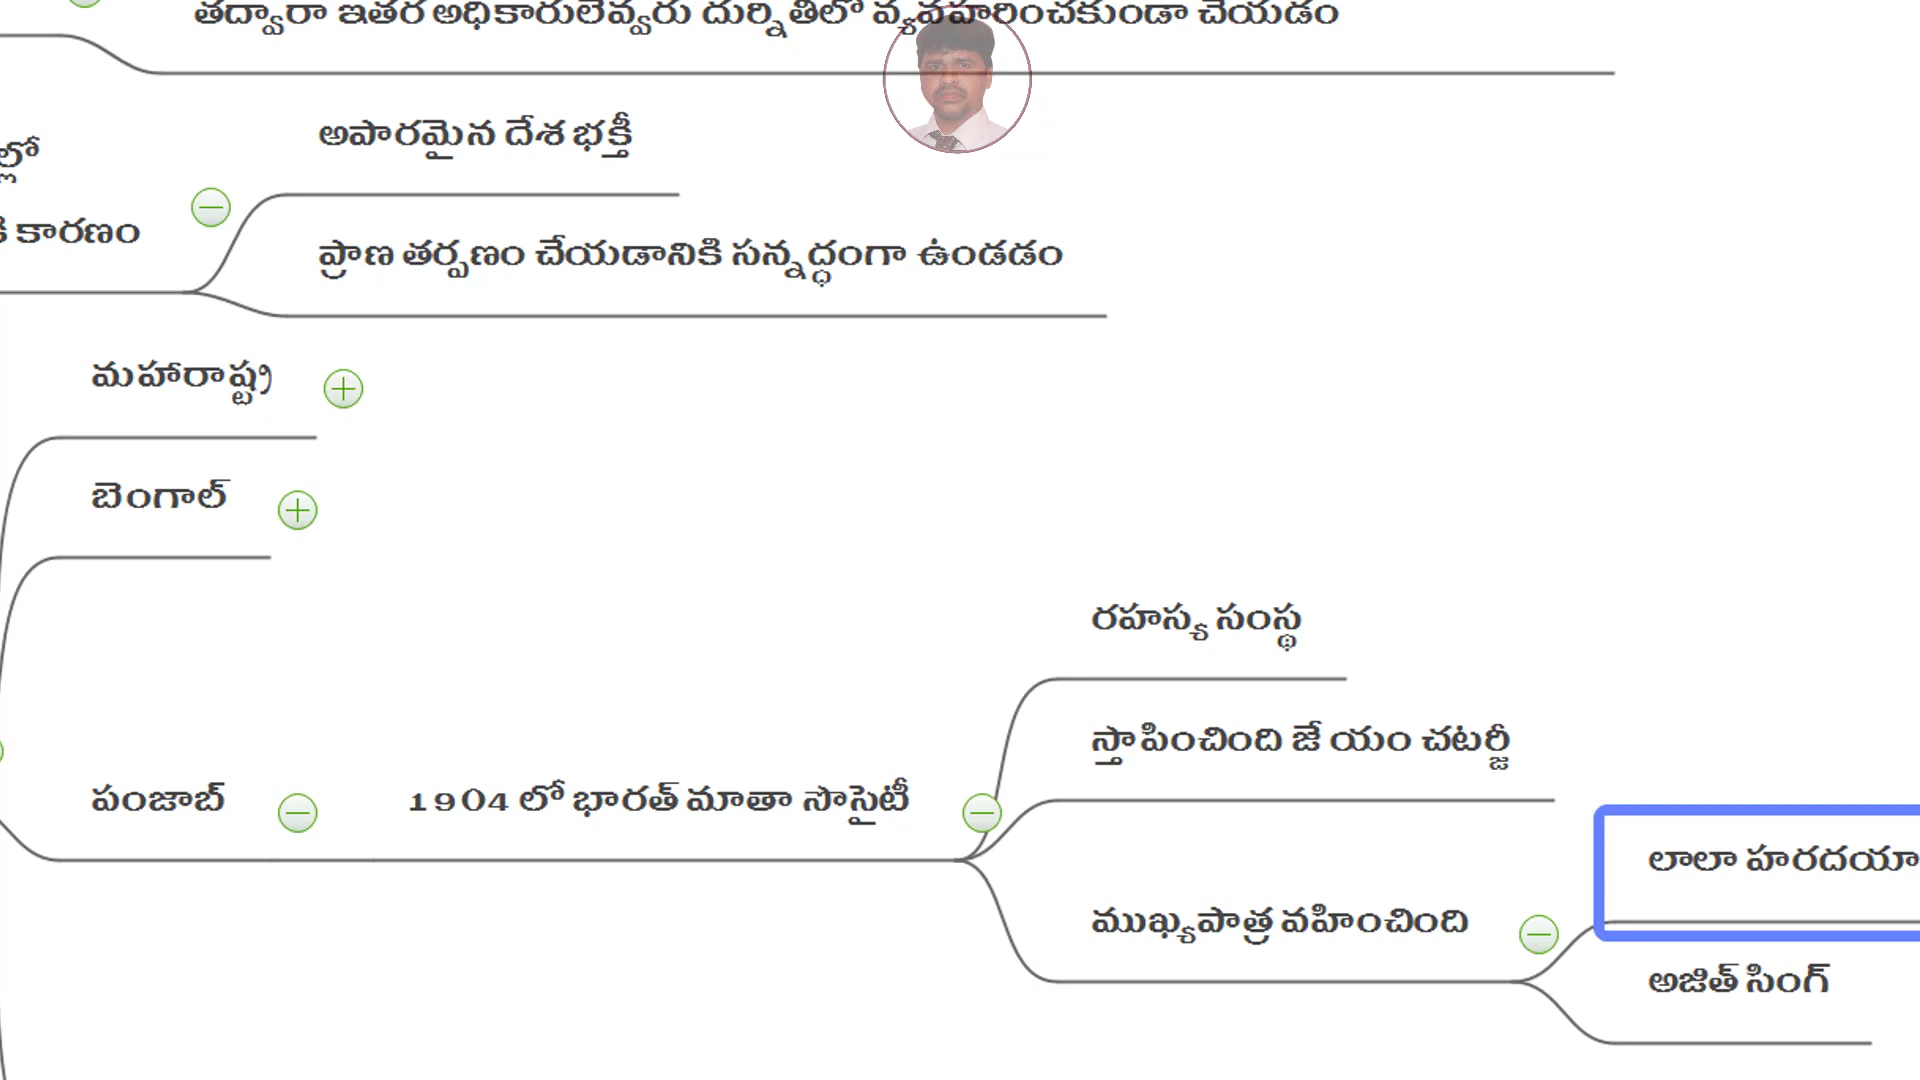 తద్వారా ఇతర అధికారులెవ్వరు దుర్నితిలో వ్యవహరించకుండా చేయడం
అపారమైన దేశ భక్తీ
ల్లో
కారణం
ప్రాణ తర్పణం చేయడానికి సన్నద్ధంగా ఉండడం
మహారాష్ట్ర
బెంగాల్
రహస్య సంస్థ
స్తాపించింది జే యం చటర్జీ
పంజాబ్
1904 లో భారత్ మాతా సొసైటీ
లాలా హరదయా
ముఖ్యపాత్ర వహించింది
అజిత్ సింగ్